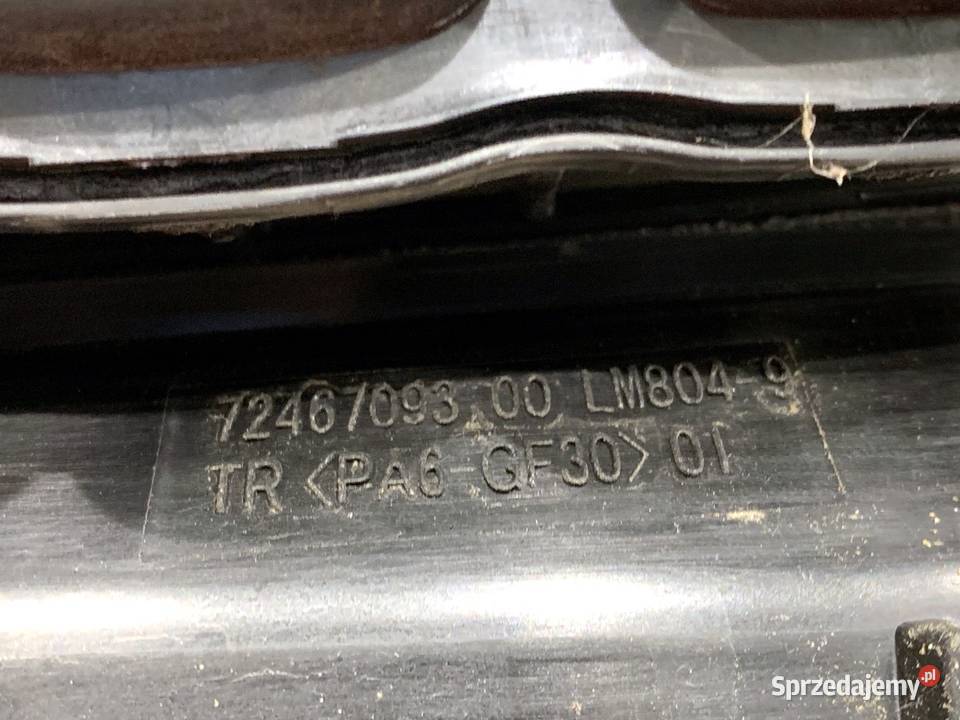 72467093.00 LM804-9
TR <PA6-GF30> 01
Sprzedajemy.pl